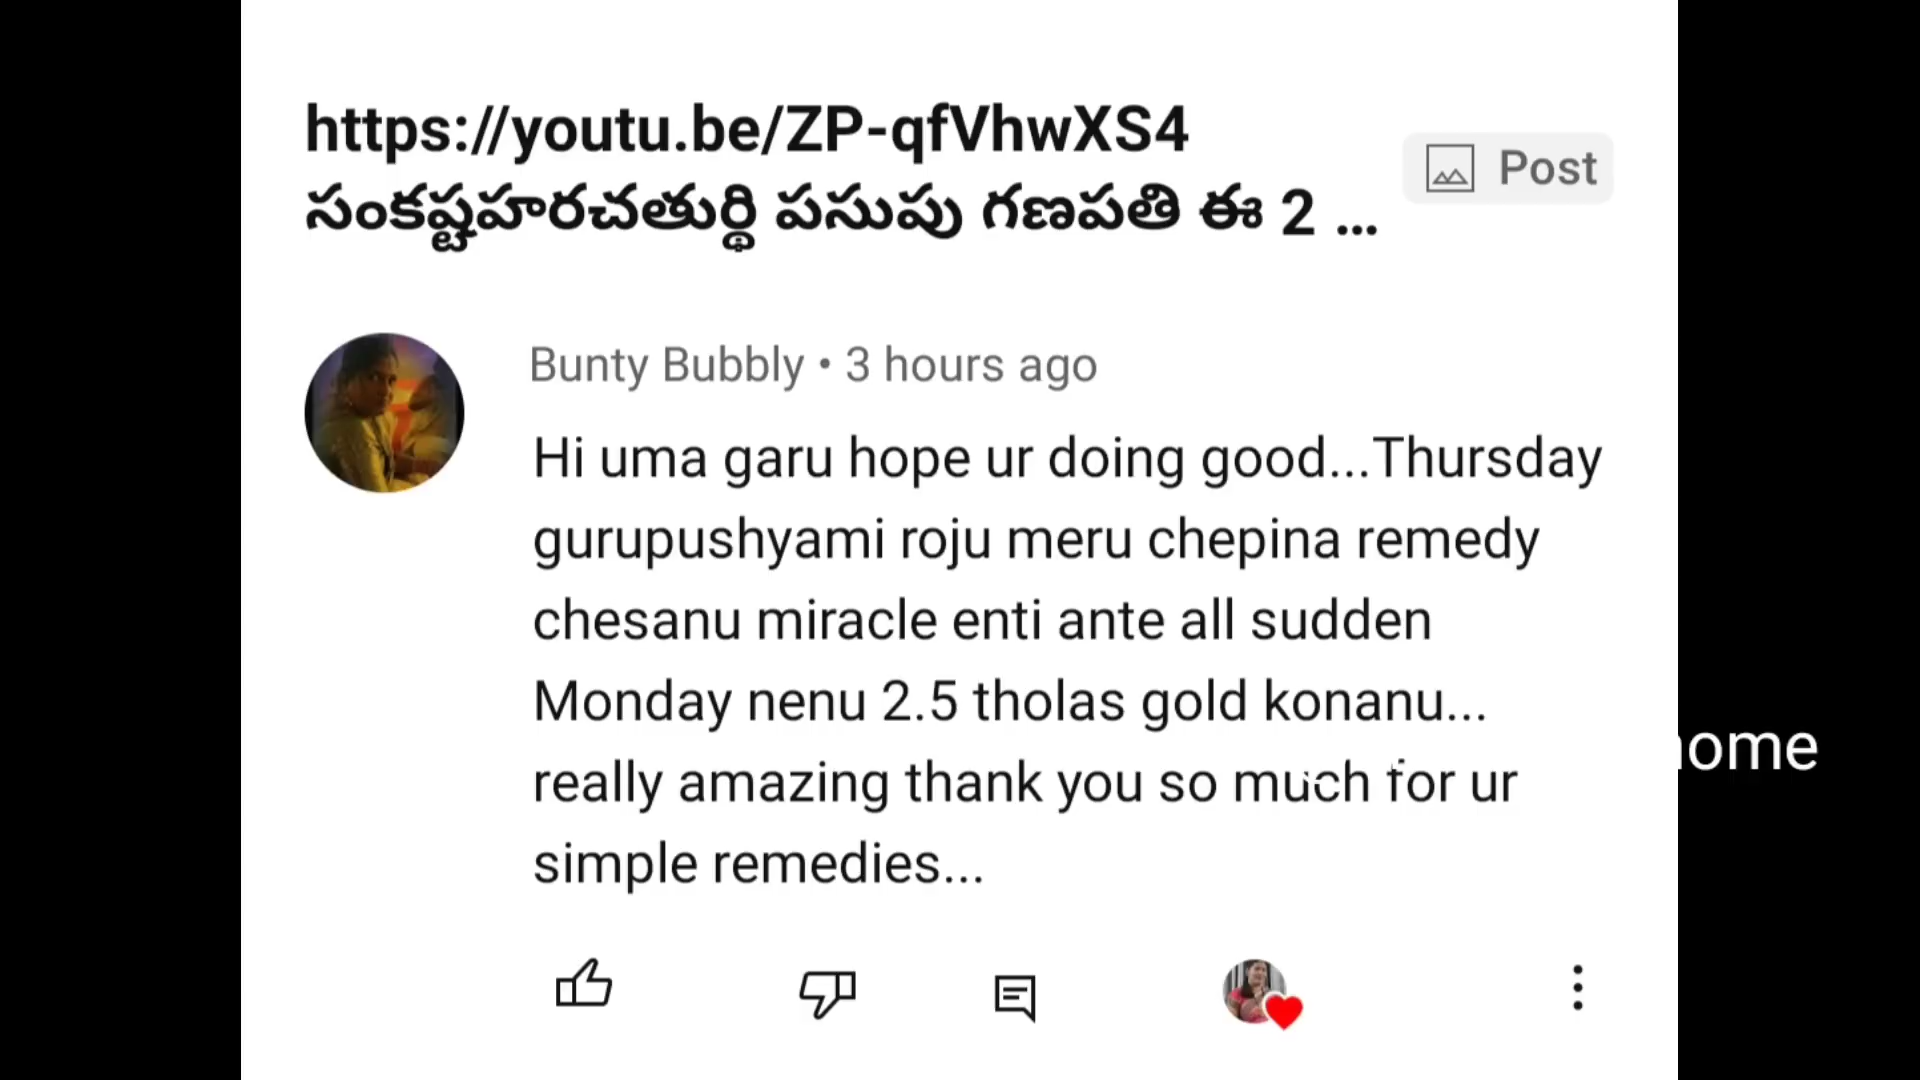 https://youtu.be/ZP-qfVhwXS4
సంకష్టహరచతుర్థి పసుపు గణపతి ఈ 2 ...
Post
Bunty Bubbly • 3 hours ago
Hi uma garu hope ur doing good...Thursday
gurupushyami roju meru chepina remedy
chesanu miracle enti ante all sudden
Monday nenu 2.5 tholas gold konanu...
really amazing thank you so much for ur
simple remedies...